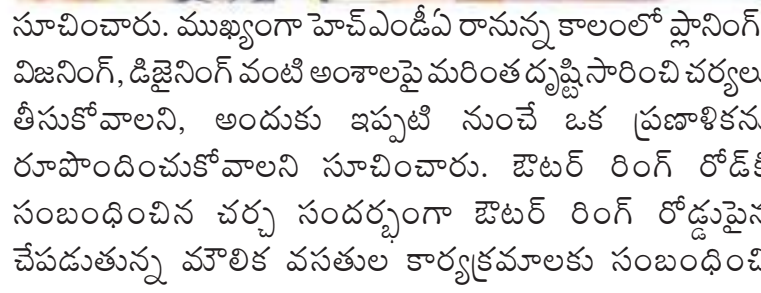 సూచించారు. ముఖ్యంగా హెచ్ఎండీఏ రానున్న కాలంలో ప్లానింగ్
విజనింగ్, డిజైనింగ్ వంటి అంశాలపై మరింత దృష్టి సారించి చర్యలు
తీసుకోవాలని, అందుకు ఇప్పటి నుంచే ఒక ప్రణాళికను
రూపొందించుకోవాలని సూచించారు. ఔటర్ రింగ్ రోడ్‌కి
సంబంధించిన చర్చ సందర్భంగా ఔటర్ రింగ్ రోడ్డుపైన
చేపడుతున్న మౌలిక వసతుల కార్యక్రమాలకు సంబంధించి